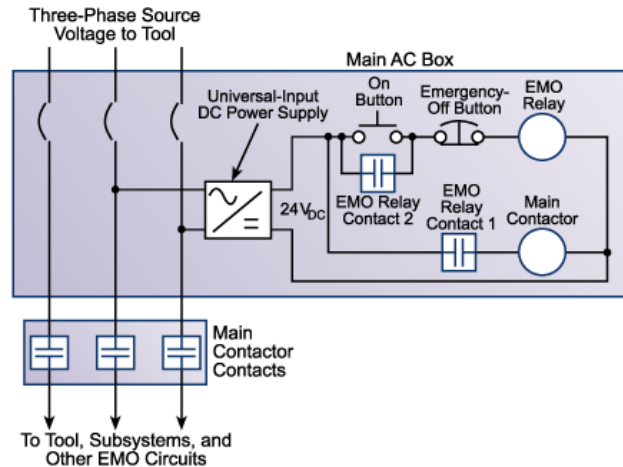 Three-Phase Source
Voltage to Tool
Main AC Box
Universal-Input
DC Power Supply
On
Button
Emergency-
Off Button
EMO
Relay
24VDC
EMO Relay
Contact 2
EMO
Relay
Contact 1
Main
Contactor
Main
Contactor
Contacts
To Tool, Subsystems, and
Other EMO Circuits